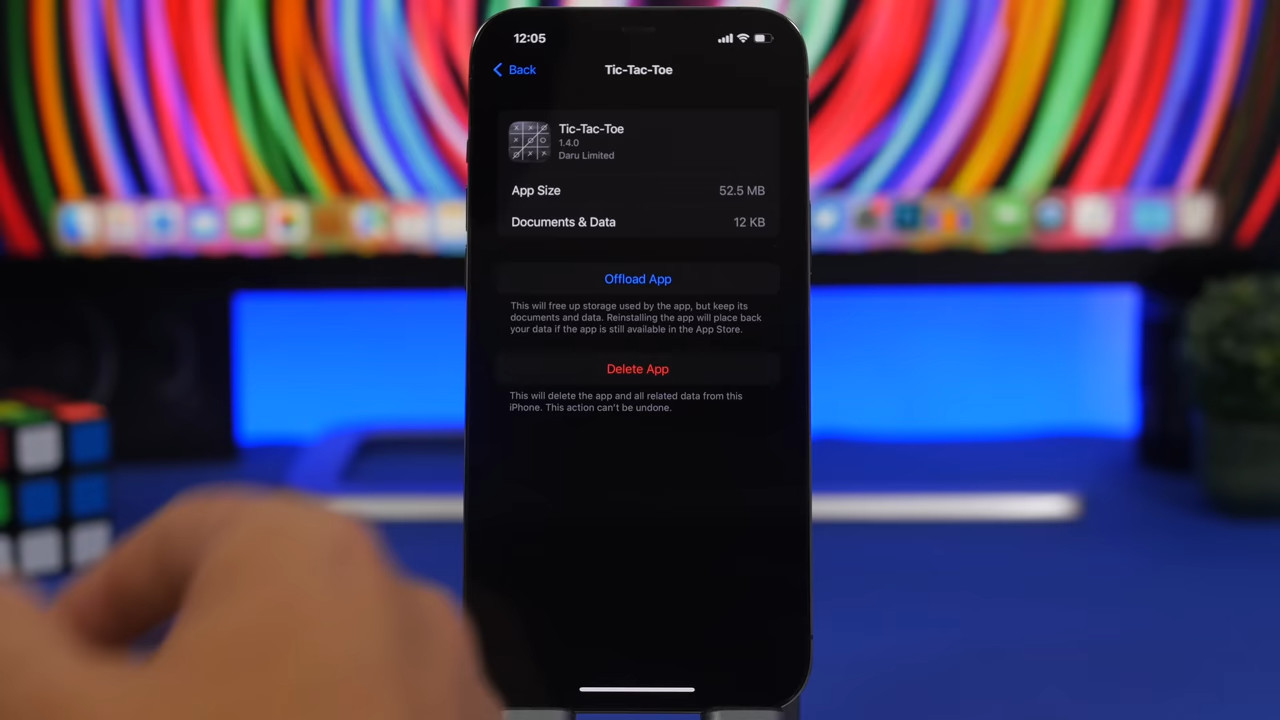 12:05
Back
Tic-Tac-Toe
Tic-Tac-Toe
1.4.0
Daru Limited
App Size 52.5 MB
Documents & Data 12 KB
Offload App
This will free up storage used by the app, but keep its
documents and data. Reinstalling the app will place back
your data if the app is still available in the App Store.
Delete App
This will delete the app and all related data from this
iPhone. This action can't be undone.